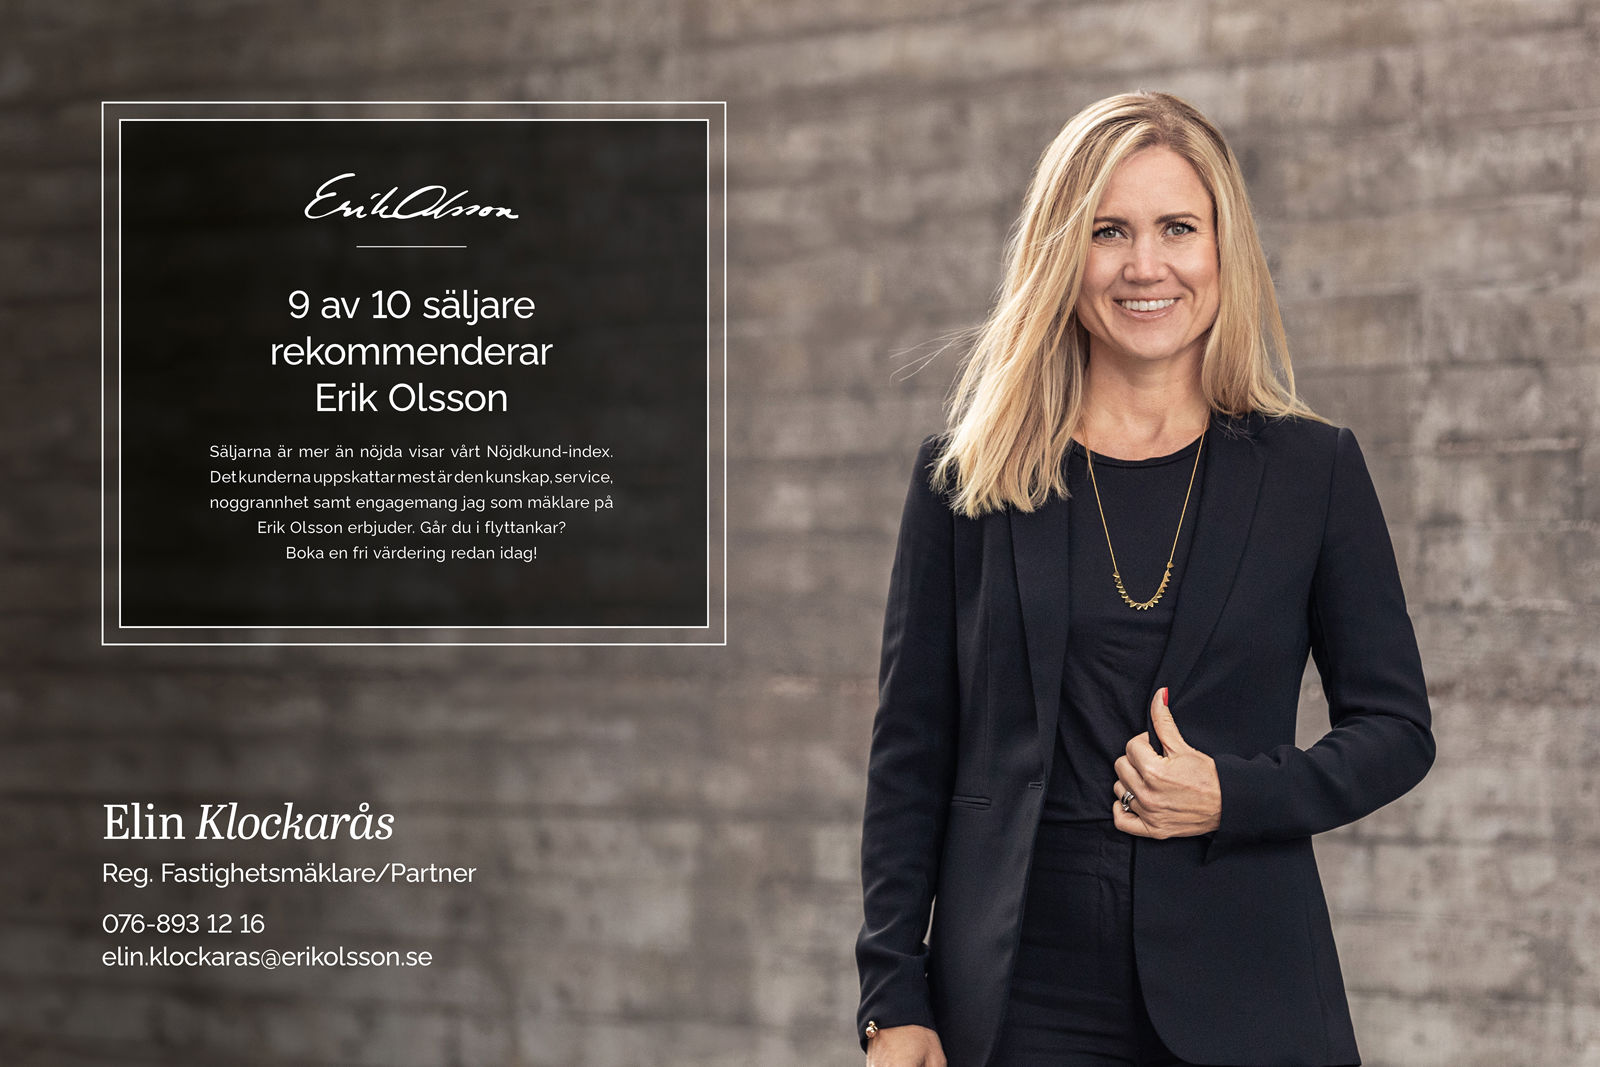 Erik Olsson
9 av 10 säljare
rekommenderar
Erik Olsson
Säljarna är mer än nöjda visar vårt Nöjdkund-index.
Det kunderna uppskattar mest är den kunskap, service,
noggrannhet samt engagemang jag som mäklare på
Erik Olsson erbjuder. Går du i flyttankar?
Boka en fri värdering redan idag!
Elin Klockarås
Reg. Fastighetsmäklare/Partner
076-893 12 16
elin.klockaras@erikolsson.se